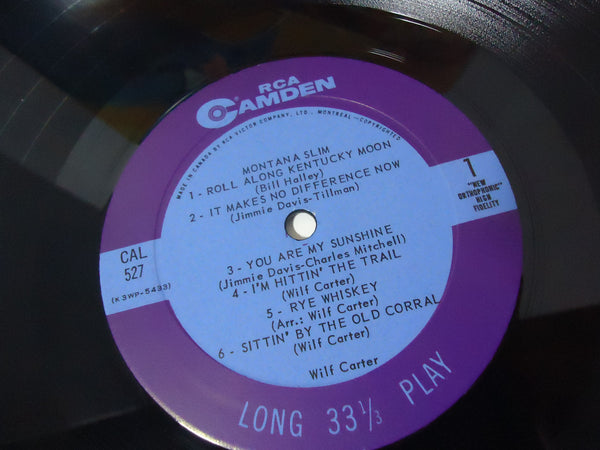 RCA
CAMDEN
MADE IN CANADA BY RCA VICTOR COMPANY, LTD., MONTREAL - COPYRIGHTED
MONTANA SLIM
1 - ROLL ALONG KENTUCKY MOON
(Bill Halley)
2 - IT MAKES NO DIFFERENCE NOW
(Jimmie Davis-Tillman)
1
"NEW
ORTHOPHONIC"
HIGH
FIDELITY
CAL
527
(K3WP-5433)
3 - YOU ARE MY SUNSHINE
(Jimmie Davis-Charles Mitchell)
4 - I'M HITTIN' THE TRAIL
(Wilf Carter)
5 - RYE WHISKEY
(Arr.: Wilf Carter)
6 - SITTIN' BY THE OLD CORRAL
(Wilf Carter)
Wilf Carter
LONG 33 1/3 PLAY